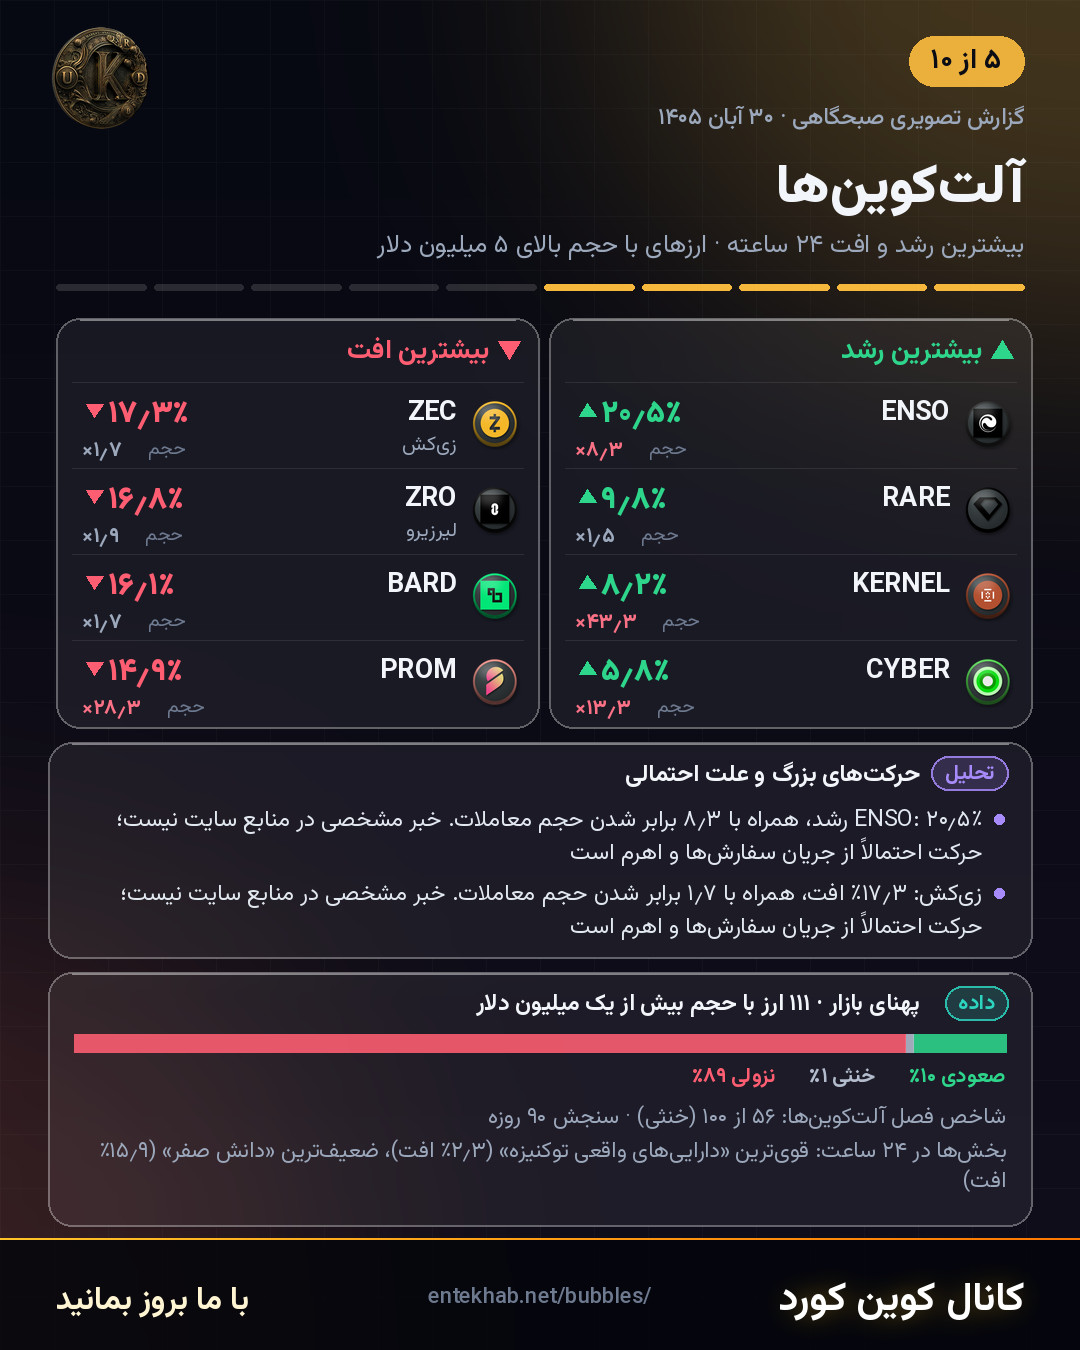 ۵ از ۱۰
گزارش تصویری صبحگاهی · ۳۰ آبان ۱۴۰۵
آلت‌کوین‌ها
بیشترین رشد و افت ۲۴ ساعته · ارزهای با حجم بالای ۵ میلیون دلار
▲ بیشترین رشد
ENSO
▲۲۰٫۵٪
حجم ×۸٫۳
RARE
▲۹٫۸٪
حجم ×۱٫۵
KERNEL
▲۸٫۲٪
حجم ×۴۳٫۳
CYBER
▲۵٫۸٪
حجم ×۱۳٫۳
▼ بیشترین افت
ZEC
زی‌کش
▼۱۷٫۳٪
حجم ×۱٫۷
ZRO
لیرزیرو
▼۱۶٫۸٪
حجم ×۱٫۹
BARD
▼۱۶٫۱٪
حجم ×۱٫۷
PROM
▼۱۴٫۹٪
حجم ×۲۸٫۳
تحلیل
حرکت‌های بزرگ و علت احتمالی
ENSO: ۲۰٫۵٪ رشد، همراه با ۸٫۳ برابر شدن حجم معاملات. خبر مشخصی در منابع سایت نیست؛
حرکت احتمالاً از جریان سفارش‌ها و اهرم است
زی‌کش: ۱۷٫۳٪ افت، همراه با ۱٫۷ برابر شدن حجم معاملات. خبر مشخصی در منابع سایت نیست؛
حرکت احتمالاً از جریان سفارش‌ها و اهرم است
داده
پهنای بازار · ۱۱۱ ارز با حجم بیش از یک میلیون دلار
صعودی ۱۰٪ خنثی ۱٪ نزولی ۸۹٪
شاخص فصل آلت‌کوین‌ها: ۵۶ از ۱۰۰ (خنثی) · سنجش ۹۰ روزه
بخش‌ها در ۲۴ ساعت: قوی‌ترین «دارایی‌های واقعی توکنیزه» (۲٫۳٪ افت)، ضعیف‌ترین «دانش صفر» (۱۵٫۹٪
افت)
کانال کوین کورد
entekhab.net/bubbles/
با ما بروز بمانید
K
U
R
D